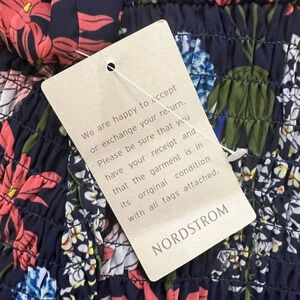 We are happy to accept
or exchange your return.
Please be sure that you
have your receipt and
that the garment is in
its original condition
with all tags attached.
NORDSTROM